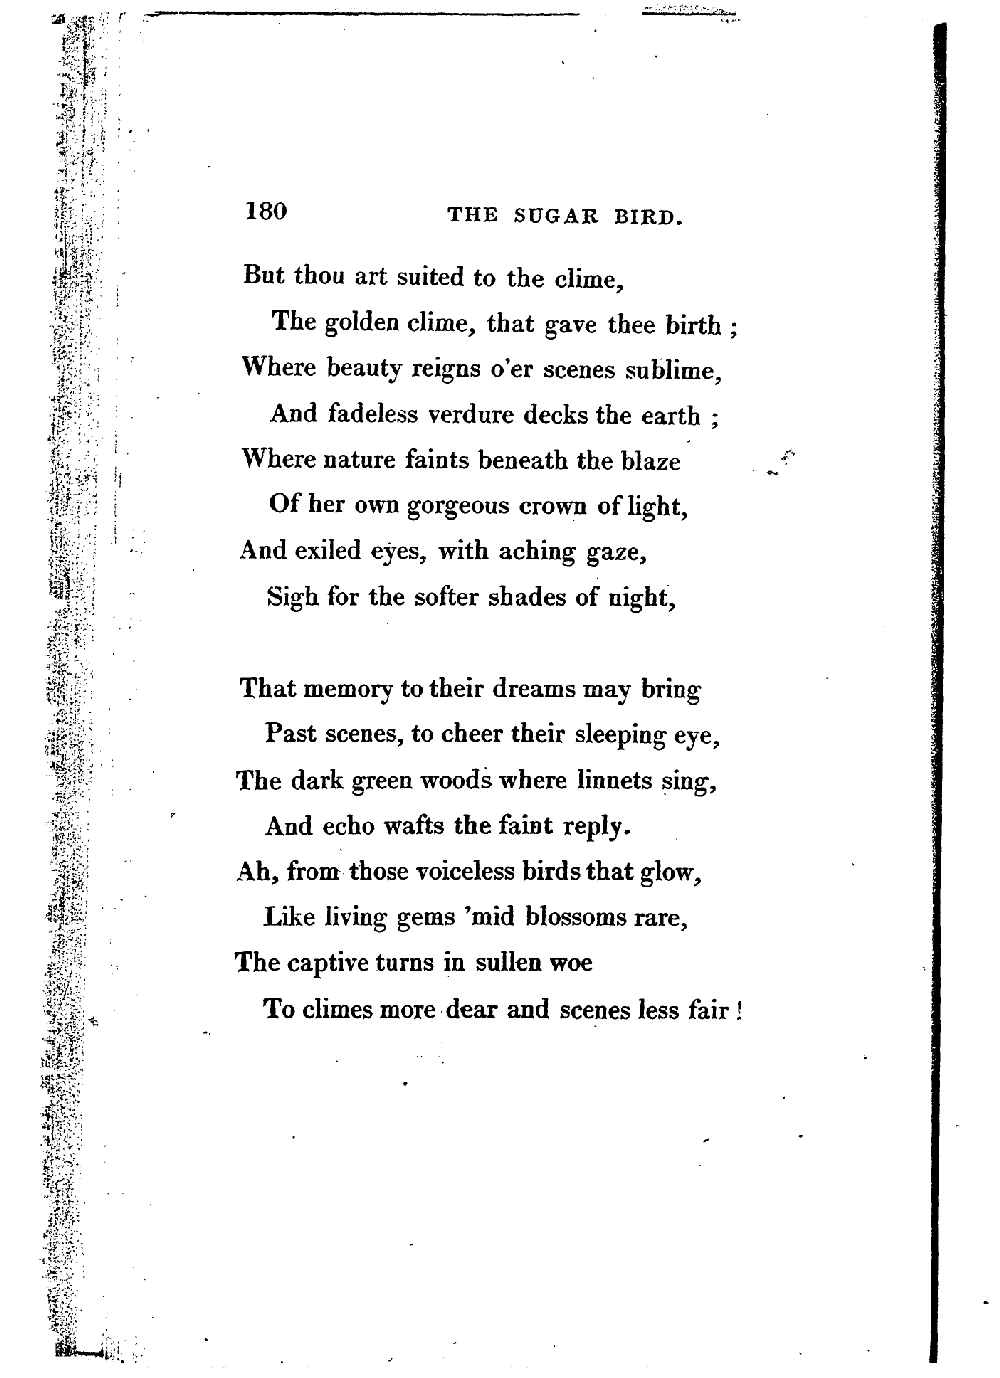 180 THE SUGAR BIRD.
But thou art suited to the clime,
The golden clime, that gave thee birth ;
Where beauty reigns o'er scenes sublime,
And fadeless verdure decks the earth ;
Where nature faints beneath the blaze
Of her own gorgeous crown of light,
And exiled eyes, with aching gaze,
Sigh for the softer shades of night,
That memory to their dreams may bring
Past scenes, to cheer their sleeping eye,
The dark green woods where linnets sing,
And echo wafts the faint reply.
Ah, from those voiceless birds that glow,
Like living gems 'mid blossoms rare,
The captive turns in sullen woe
To climes more dear and scenes less fair !